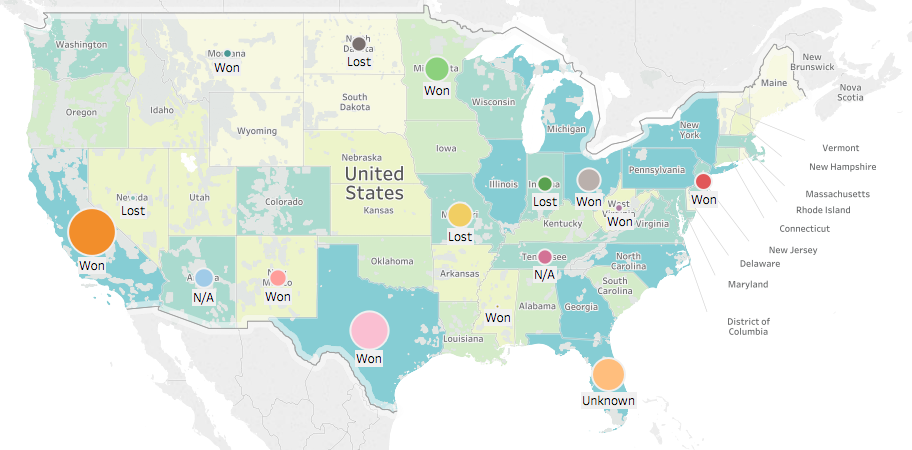 Washington
Montana
Won
North
Dakota
Lost
Minnesota
Won
Maine
New
Brunswick
Nova
Scotia
Oregon
Idaho
Wyoming
South
Dakota
Wisconsin
Michigan
New
York
Vermont
New Hampshire
Massachusetts
Rhode Island
Connecticut
New Jersey
Delaware
Maryland
District of
Columbia
Nevada
Lost
Utah
Colorado
Nebraska
United
States
Kansas
Iowa
Illinois
Indiana
Lost
Won
Pennsylvania
Won
West
Virginia
Won
Virginia
Kentucky
Missouri
Lost
Won
Arizona
N/A
New
Mexico
Won
Oklahoma
Arkansas
Tennessee
N/A
North
Carolina
South
Carolina
Georgia
Alabama
Won
Louisiana
Won
Unknown